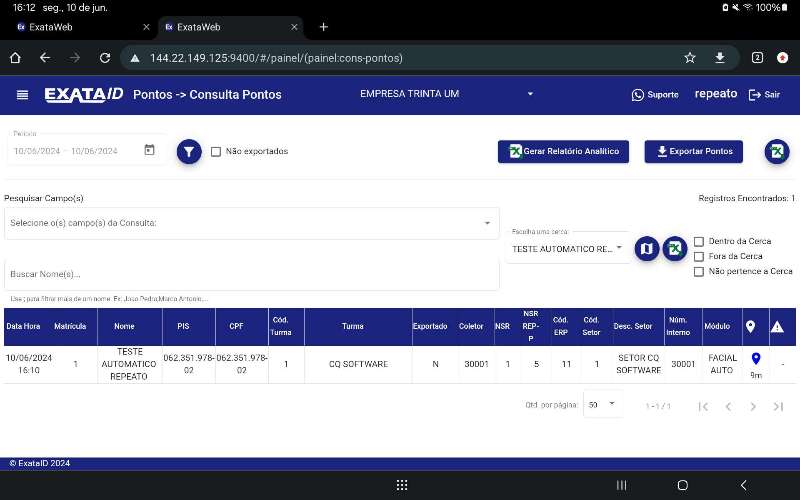 16:12 seg., 10 de jun. 100%
Ex ExataWeb
Ex ExataWeb
144.22.149.125:9400/#/painel/(painel:cons-pontos)
2
EXATAID Pontos -> Consulta Pontos EMPRESA TRINTA UM Suporte repeato Sair
Período
10/06/2024 – 10/06/2024
Não exportados
Gerar Relatório Analítico
Exportar Pontos
Pesquisar Campo(s)
Registros Encontrados: 1.
Selecione o(s) campo(s) da Consulta:
Escolha uma cerca:
TESTE AUTOMATICO RE...
Dentro da Cerca
Fora da Cerca
Não pertence a Cerca
Buscar Nome(s)...
Use ; para filtrar mais de um nome. Ex: Joao Pedro;Marco Antonio;...
Data Hora Matrícula Nome PIS CPF Cód. Turma Turma Exportado Coletor NSR NSR REP-P Cód. ERP Cód. Setor Desc. Setor Núm. Interno Módulo
10/06/2024 16:10 1 TESTE AUTOMATICO REPEATO 062.351.978-02 062.351.978-02 1 CQ SOFTWARE N 30001 1 5 11 1 SETOR CQ SOFTWARE 30001 FACIAL AUTO 9m -
Qtd. por página: 50 1 – 1 / 1
© ExataID 2024